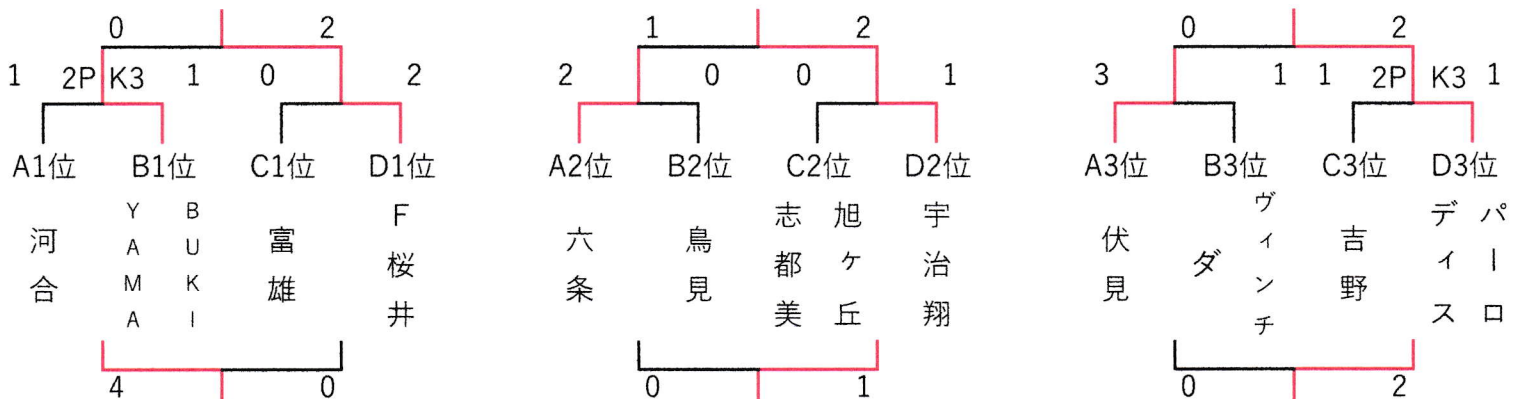 0 2
1 2P K3 1 0 2
A1位 B1位 C1位 D1位
河合
YAMA
BUKI
富雄
F桜井
4 0
1 2
2 0 0 1
A2位 B2位 C2位 D2位
六条
鳥見
志都美
旭ヶ丘
宇治翔
0 1
0 2
3 1 1 2P K3 1
A3位 B3位 C3位 D3位
伏見
ダ
ヴィンチ
吉野
ディス
パーロ
0 2